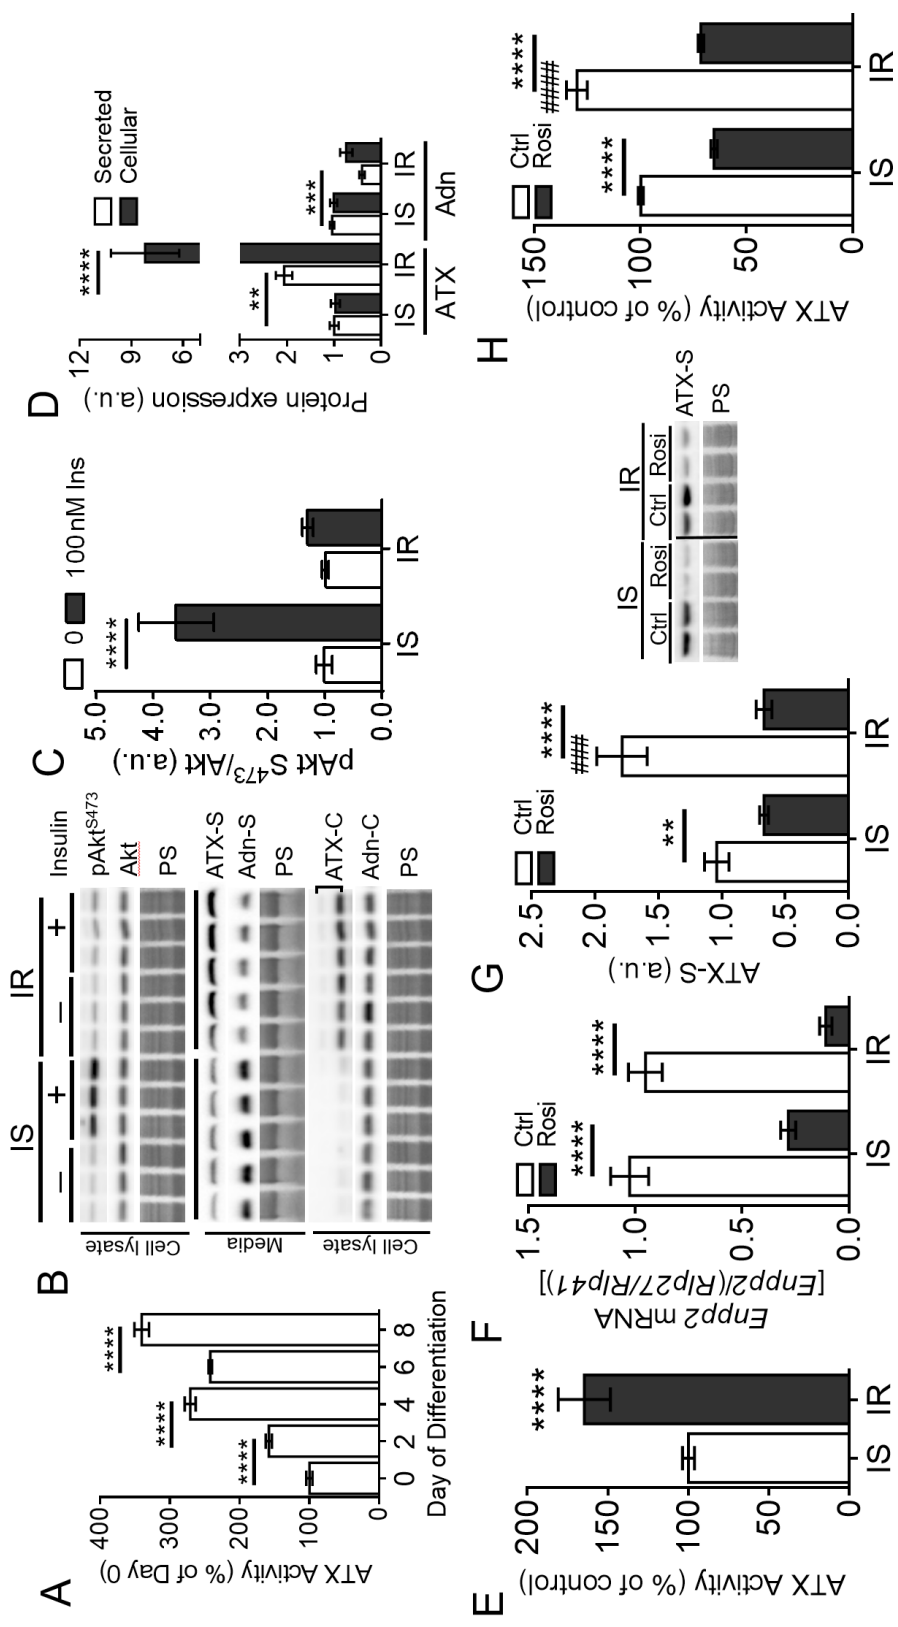 A
ATX Activity (% of Day 0)
400
300
200
100
0
****
****
****
0 2 4 6 8
Day of Differentiation
B
IS IR
– + – + Insulin
Cell lysate
pAktS473
Akt
PS
Media
ATX-S
Adn-S
PS
Cell lysate
ATX-C
Adn-C
PS
C
0 100nM Ins
pAkt S473/Akt (a.u.)
5.0
4.0
3.0
2.0
1.0
0.0
****
IS IR
D
Secreted
Cellular
Protein expression (a.u.)
12
9
6
3
2
1
0
****
**
***
IS IR IS IR
ATX Adn
E
ATX Activity (% of control)
200
150
100
50
0
****
IS IR
F
Ctrl
Rosi
Enpp2 mRNA
[Enpp2/(Rlp27/Rlp41)]
1.5
1.0
0.5
0.0
****
****
IS IR
G
Ctrl
Rosi
ATX-S (a.u.)
2.5
2.0
1.5
1.0
0.5
0.0
**
****
###
IS IR
IS IR
Ctrl Rosi Ctrl Rosi
ATX-S
PS
H
Ctrl
Rosi
ATX Activity (% of control)
150
100
50
0
****
****
####
IS IR